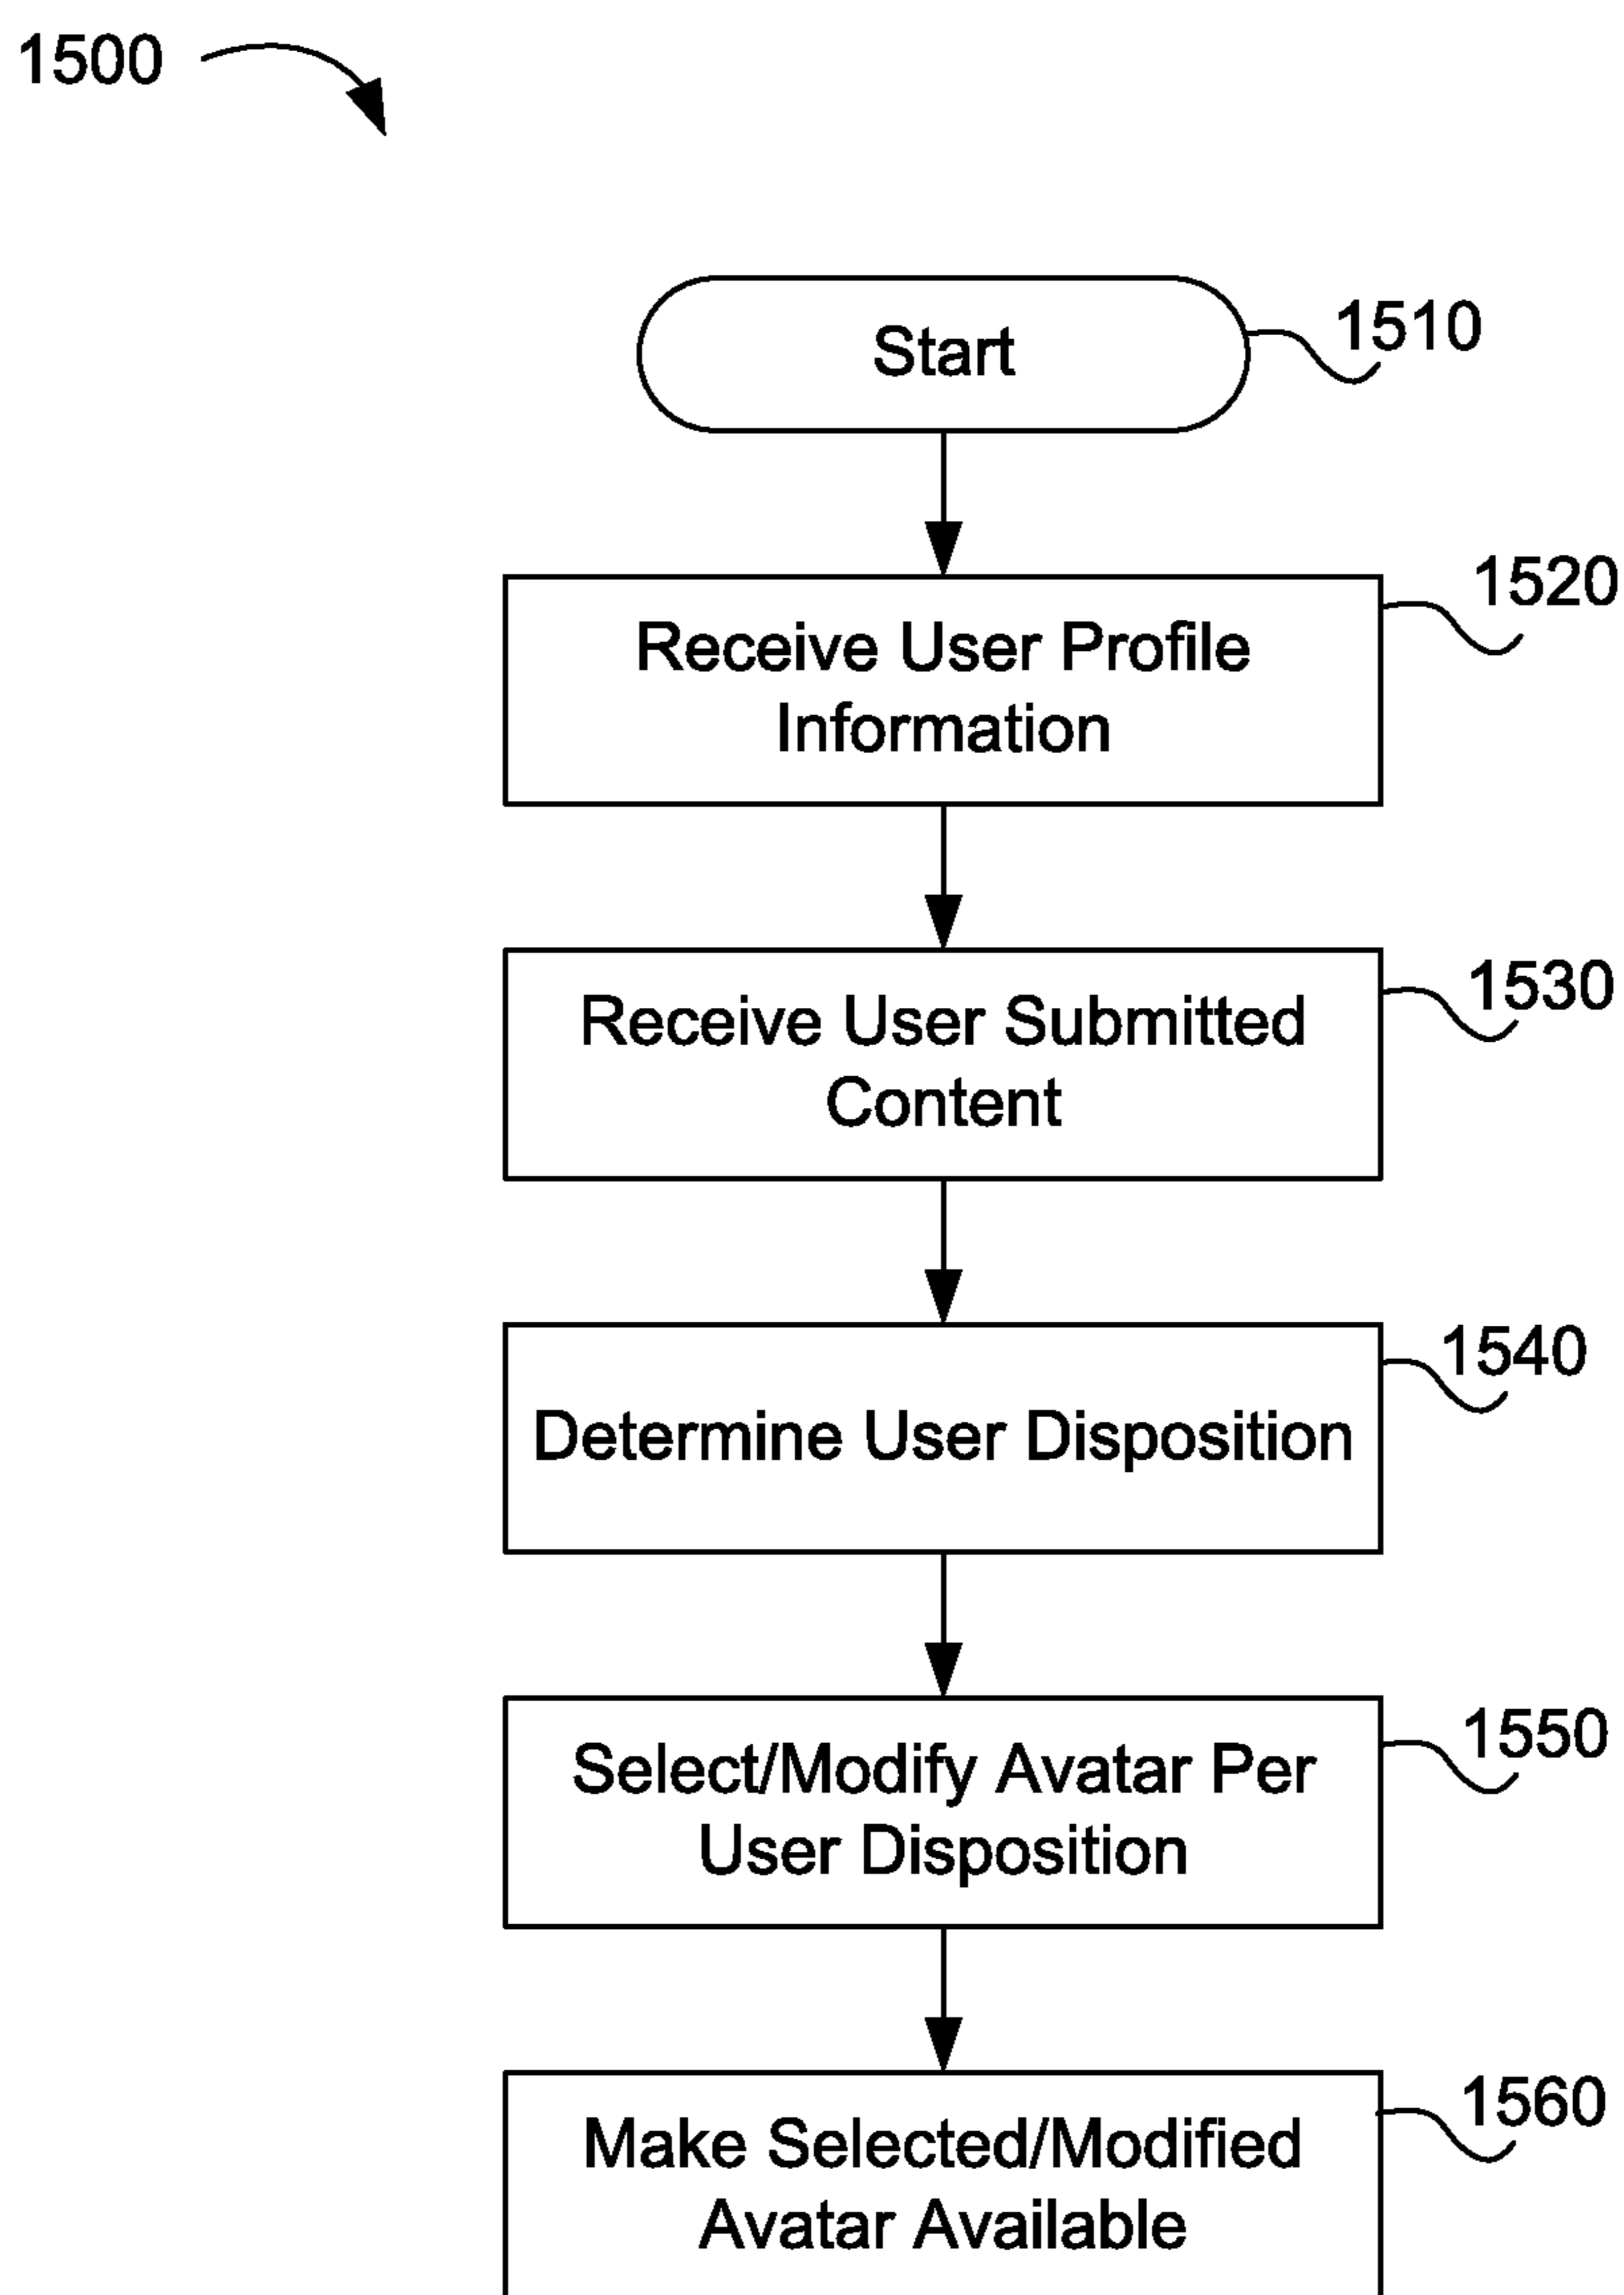 1500
Start
1510
Receive User Profile
Information
1520
Receive User Submitted
Content
1530
Determine User Disposition
1540
Select/Modify Avatar Per
User Disposition
1550
Make Selected/Modified
Avatar Available
1560